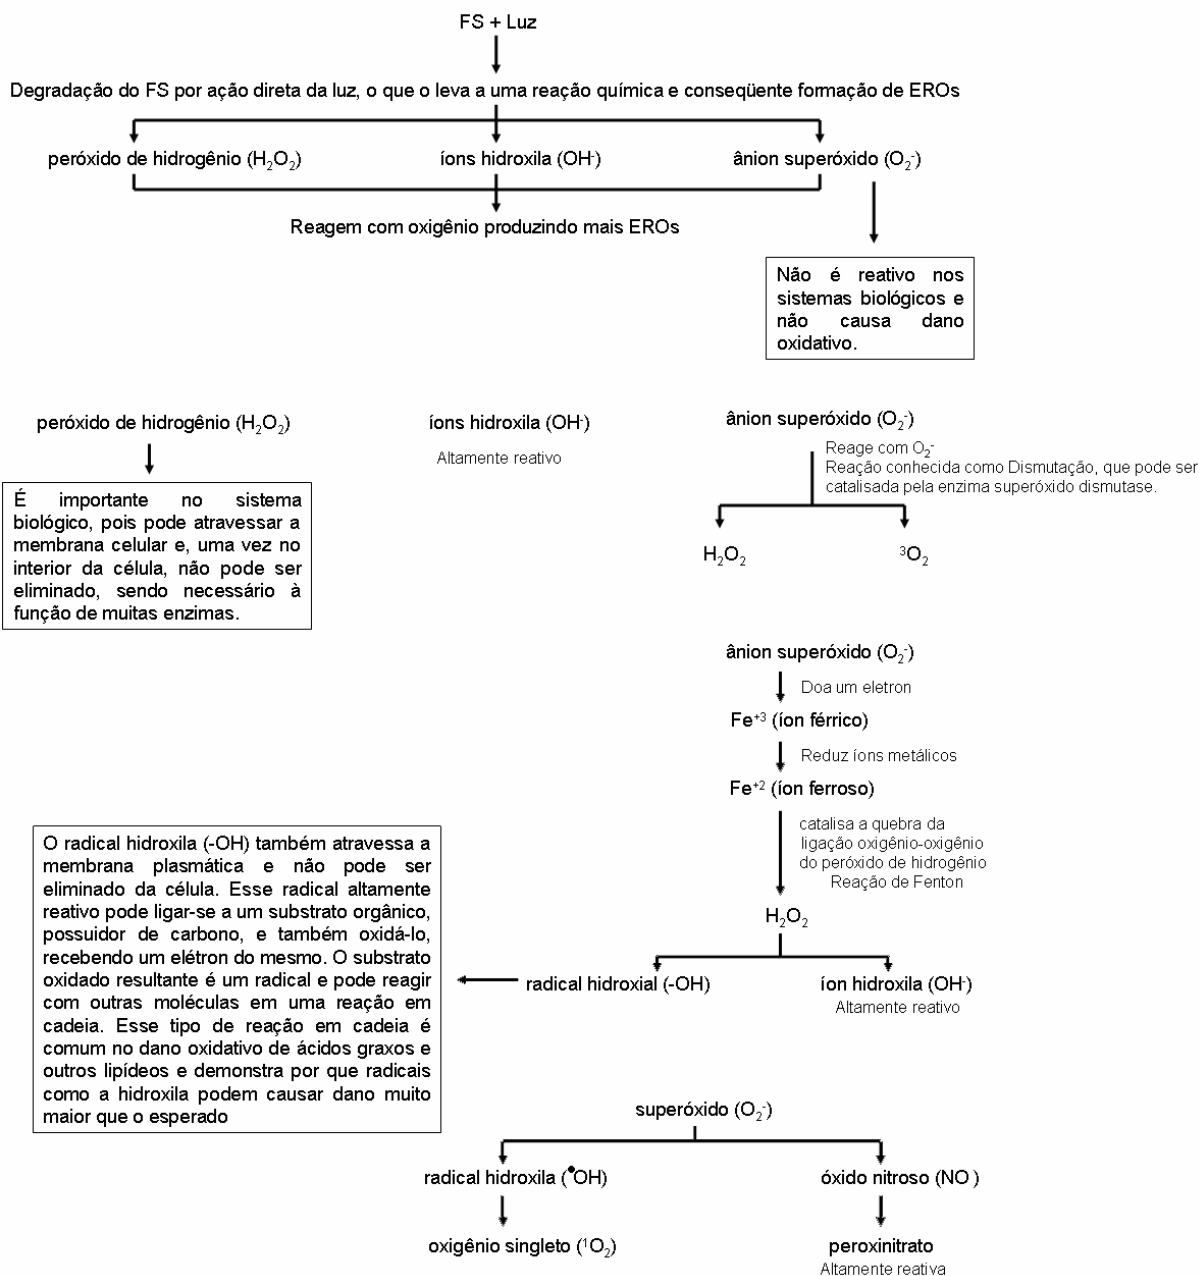 FS + Luz
Degradação do FS por ação direta da luz, o que o leva a uma reação química e conseqüente formação de EROs
peróxido de hidrogênio (H₂O₂)
íons hidroxila (OH⁻)
ânion superóxido (O₂⁻)
Reagem com oxigênio produzindo mais EROs
Não é reativo nos
sistemas biológicos e
não causa dano
oxidativo.
peróxido de hidrogênio (H₂O₂)
É importante no sistema
biológico, pois pode atravessar a
membrana celular e, uma vez no
interior da célula, não pode ser
eliminado, sendo necessário à
função de muitas enzimas.
íons hidroxila (OH⁻)
Altamente reativo
ânion superóxido (O₂⁻)
Reage com O₂⁻
Reação conhecida como Dismutação, que pode ser
catalisada pela enzima superóxido dismutase.
H₂O₂
³O₂
ânion superóxido (O₂⁻)
Doa um eletron
Fe⁺³ (íon férrico)
Reduz íons metálicos
Fe⁺² (íon ferroso)
catalisa a quebra da
ligação oxigênio-oxigênio
do peróxido de hidrogênio
Reação de Fenton
H₂O₂
radical hidroxial (-OH)
íon hidroxila (OH⁻)
Altamente reativo
O radical hidroxila (-OH) também atravessa a
membrana plasmática e não pode ser
eliminado da célula. Esse radical altamente
reativo pode ligar-se a um substrato orgânico,
possuidor de carbono, e também oxidá-lo,
recebendo um elétron do mesmo. O substrato
oxidado resultante é um radical e pode reagir
com outras moléculas em uma reação em
cadeia. Esse tipo de reação em cadeia é
comum no dano oxidativo de ácidos graxos e
outros lipídeos e demonstra por que radicais
como a hidroxila podem causar dano muito
maior que o esperado
superóxido (O₂⁻)
radical hidroxila (•OH)
óxido nitroso (NO )
oxigênio singleto (¹O₂)
peroxinitrato
Altamente reativa